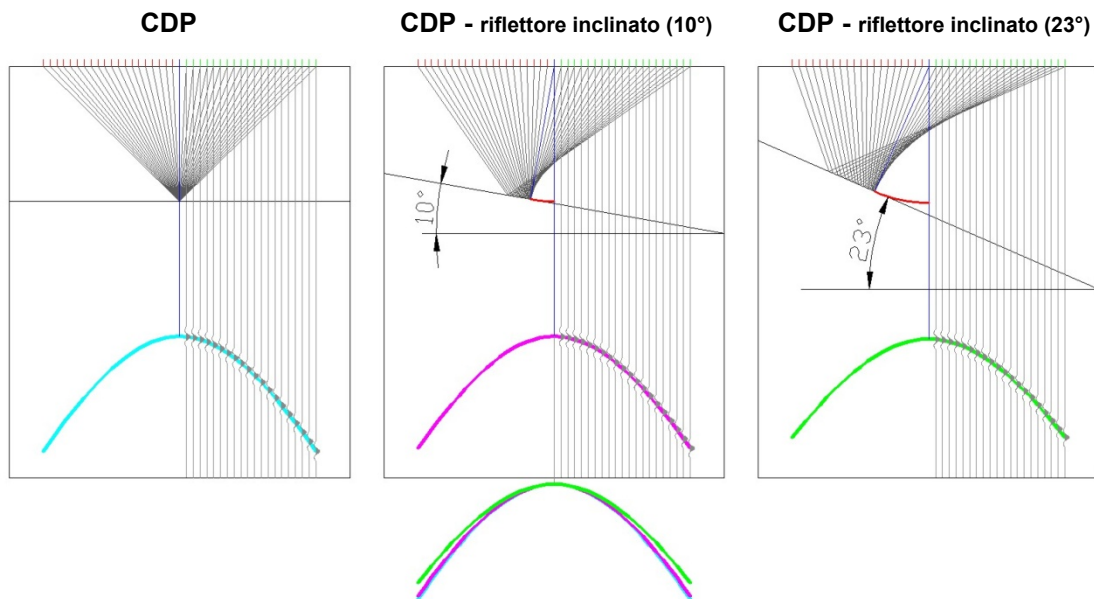 CDP
CDP - riflettore inclinato (10°)
CDP - riflettore inclinato (23°)
10°
23°